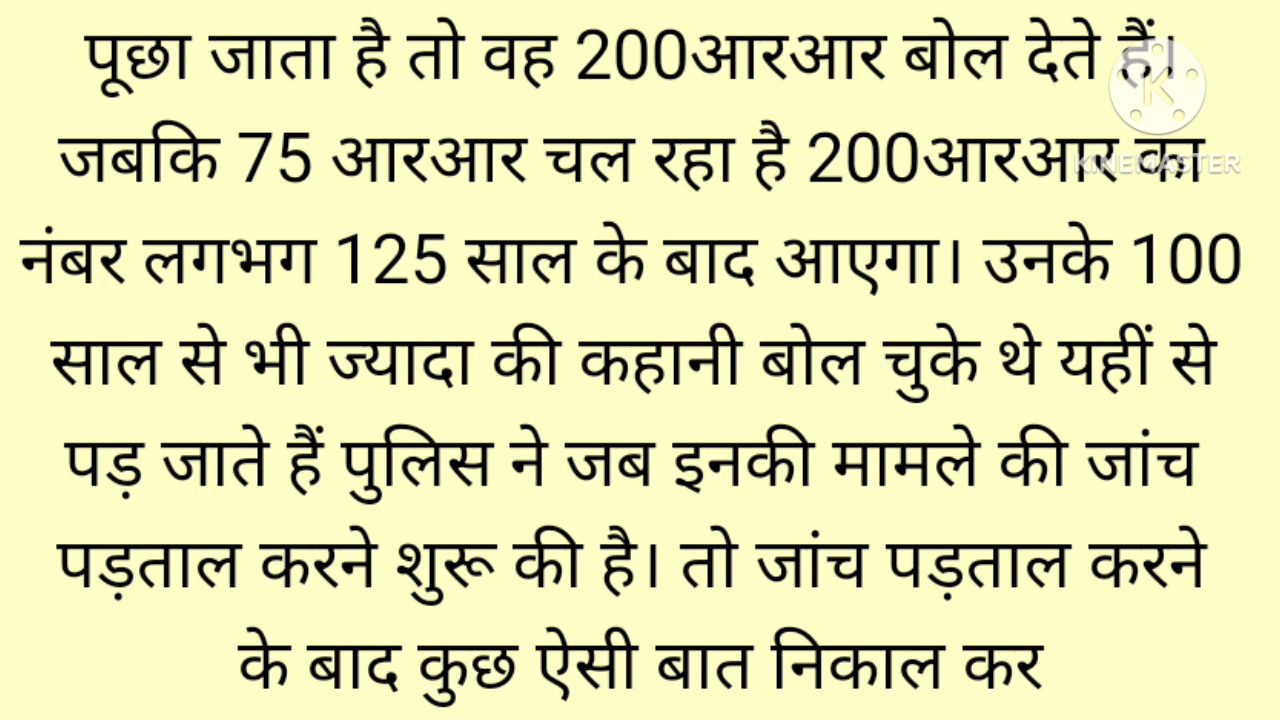 पूछा जाता है तो वह 200आरआर बोल देते हैं।
जबकि 75 आरआर चल रहा है 200आरआर का
नंबर लगभग 125 साल के बाद आएगा। उनके 100
साल से भी ज्यादा की कहानी बोल चुके थे यहीं से
पड़ जाते हैं पुलिस ने जब इनकी मामले की जांच
पड़ताल करने शुरू की है। तो जांच पड़ताल करने
के बाद कुछ ऐसी बात निकाल कर
K
KINEMASTER